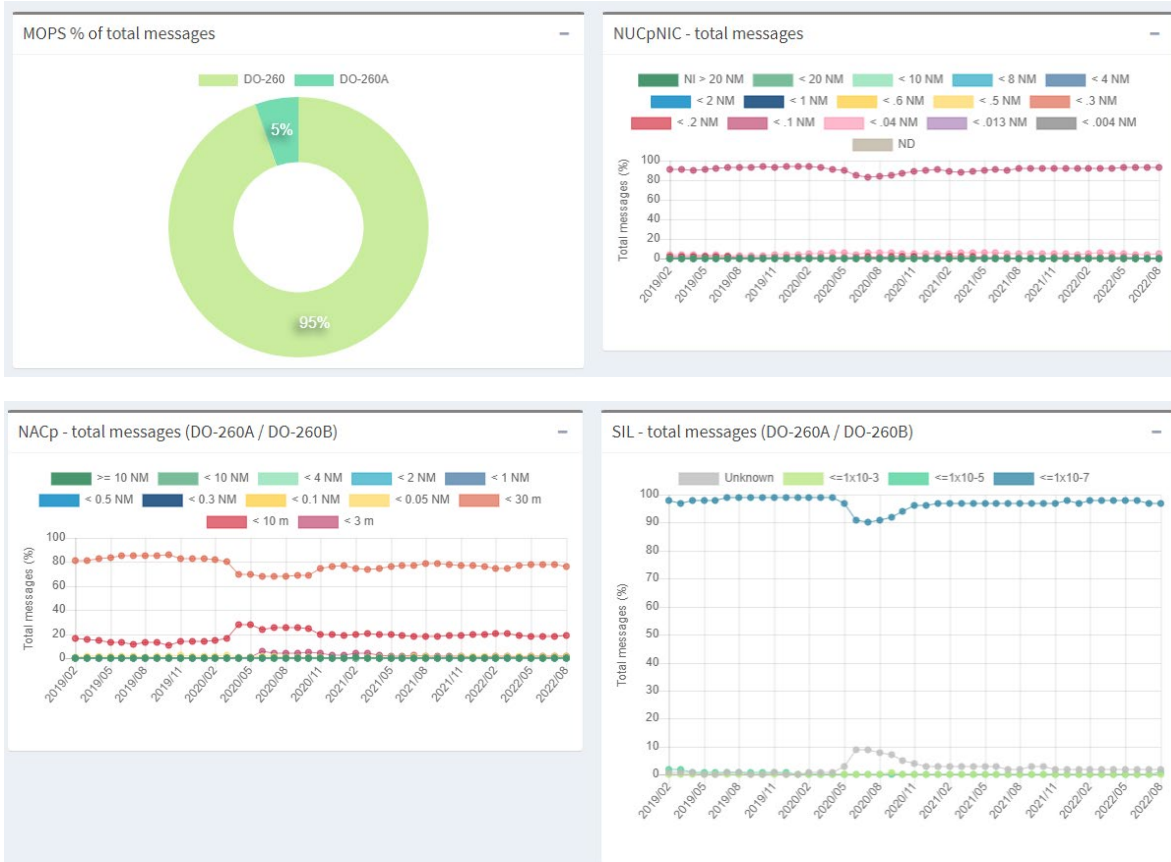 MOPS % of total messages
DO-260 DO-260A
5%
95%
NUCpNIC - total messages
NI > 20 NM < 20 NM < 10 NM < 8 NM < 4 NM
< 2 NM < 1 NM < .6 NM < .5 NM < .3 NM
< .2 NM < .1 NM < .04 NM < .013 NM < .004 NM
ND
Total messages (%)
100
80
60
40
20
0
2019/02 2019/05 2019/08 2019/11 2020/02 2020/05 2020/08 2020/11 2021/02 2021/05 2021/08 2021/11 2022/02 2022/05 2022/08
NACp - total messages (DO-260A / DO-260B)
>= 10 NM < 10 NM < 4 NM < 2 NM < 1 NM
< 0.5 NM < 0.3 NM < 0.1 NM < 0.05 NM < 30 m
< 10 m < 3 m
Total messages (%)
100
80
60
40
20
0
2019/02 2019/05 2019/08 2019/11 2020/02 2020/05 2020/08 2020/11 2021/02 2021/05 2021/08 2021/11 2022/02 2022/05 2022/08
SIL - total messages (DO-260A / DO-260B)
Unknown <=1x10-3 <=1x10-5 <=1x10-7
Total messages (%)
100
90
80
70
60
50
40
30
20
10
0
2019/02 2019/05 2019/08 2019/11 2020/02 2020/05 2020/08 2020/11 2021/02 2021/05 2021/08 2021/11 2022/02 2022/05 2022/08